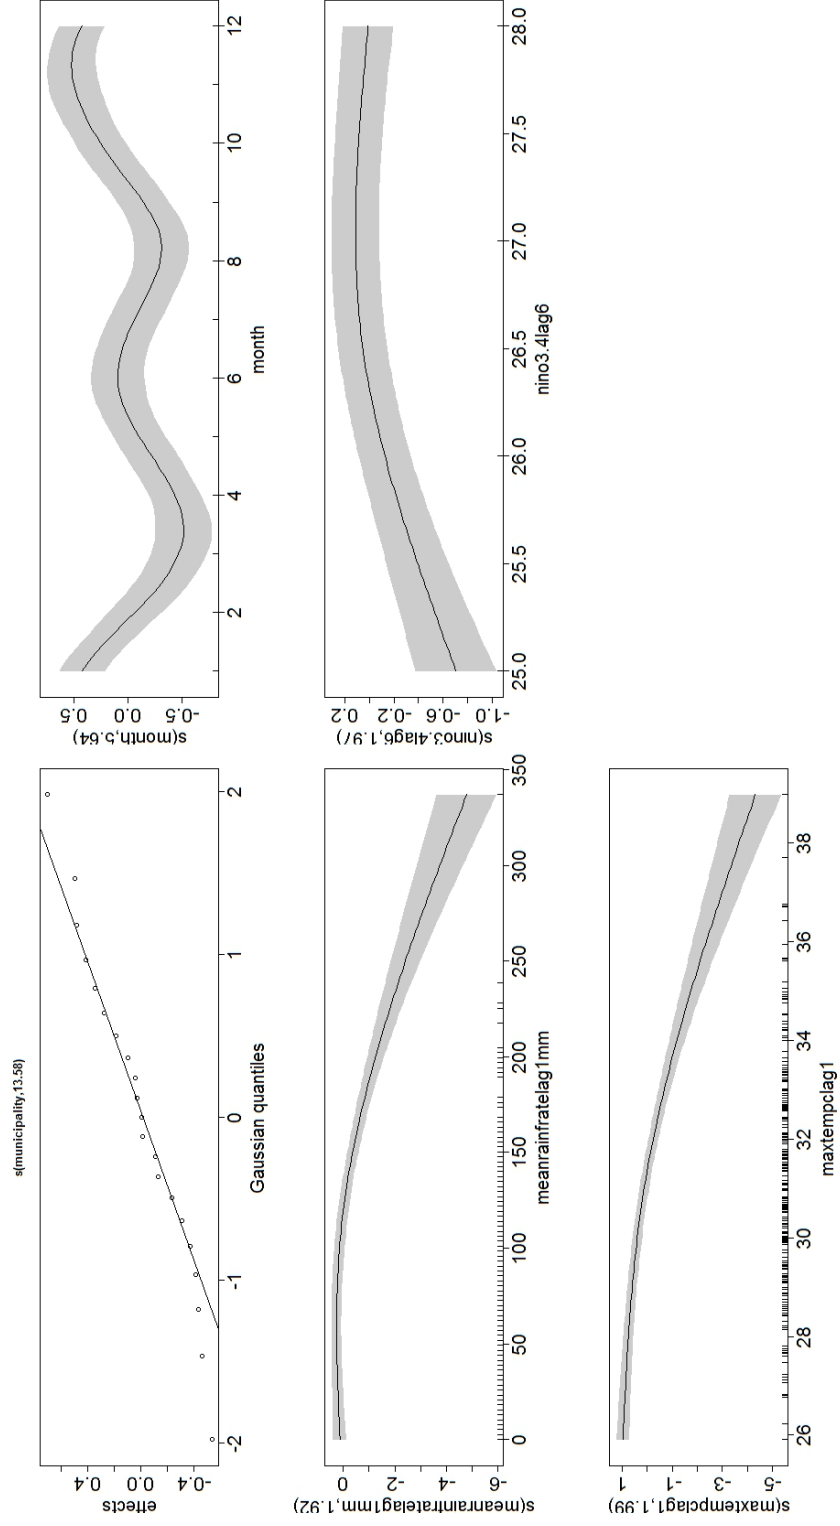 s(municipality,13.58)
effects
-0.4 0.0 0.4
-2 -1 0 1 2
Gaussian quantiles
s(month,5.64)
-0.5 0.0 0.5
2 4 6 8 10 12
month
s(meanrainfratelag1mm,1.92)
-6 -4 -2 0
0 50 100 150 200 250 300 350
meanrainfratelag1mm
s(nino3.4lag6,1.97)
-1.0 -0.6 -0.2 0.2
25.0 25.5 26.0 26.5 27.0 27.5 28.0
nino3.4lag6
s(maxtempclag1,1.99)
-5 -3 -1 1
26 28 30 32 34 36 38
maxtempclag1